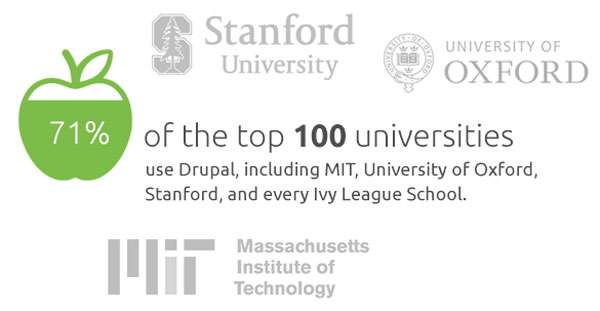 Stanford
University
UNIVERSITY OF
OXFORD
71%
of the top 100 universities
use Drupal, including MIT, University of Oxford,
Stanford, and every Ivy League School.
MIT
Massachusetts
Institute of
Technology